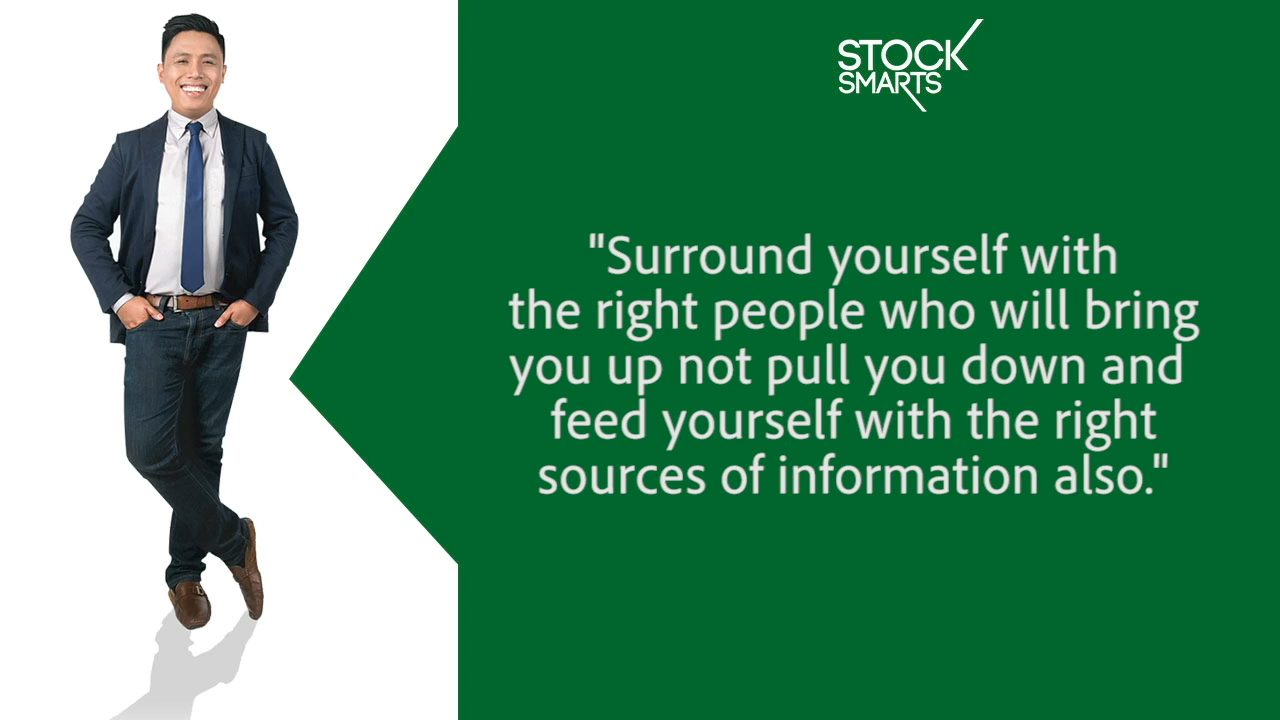 STOCK
SMARTS
"Surround yourself with
the right people who will bring
you up not pull you down and
feed yourself with the right
sources of information also."